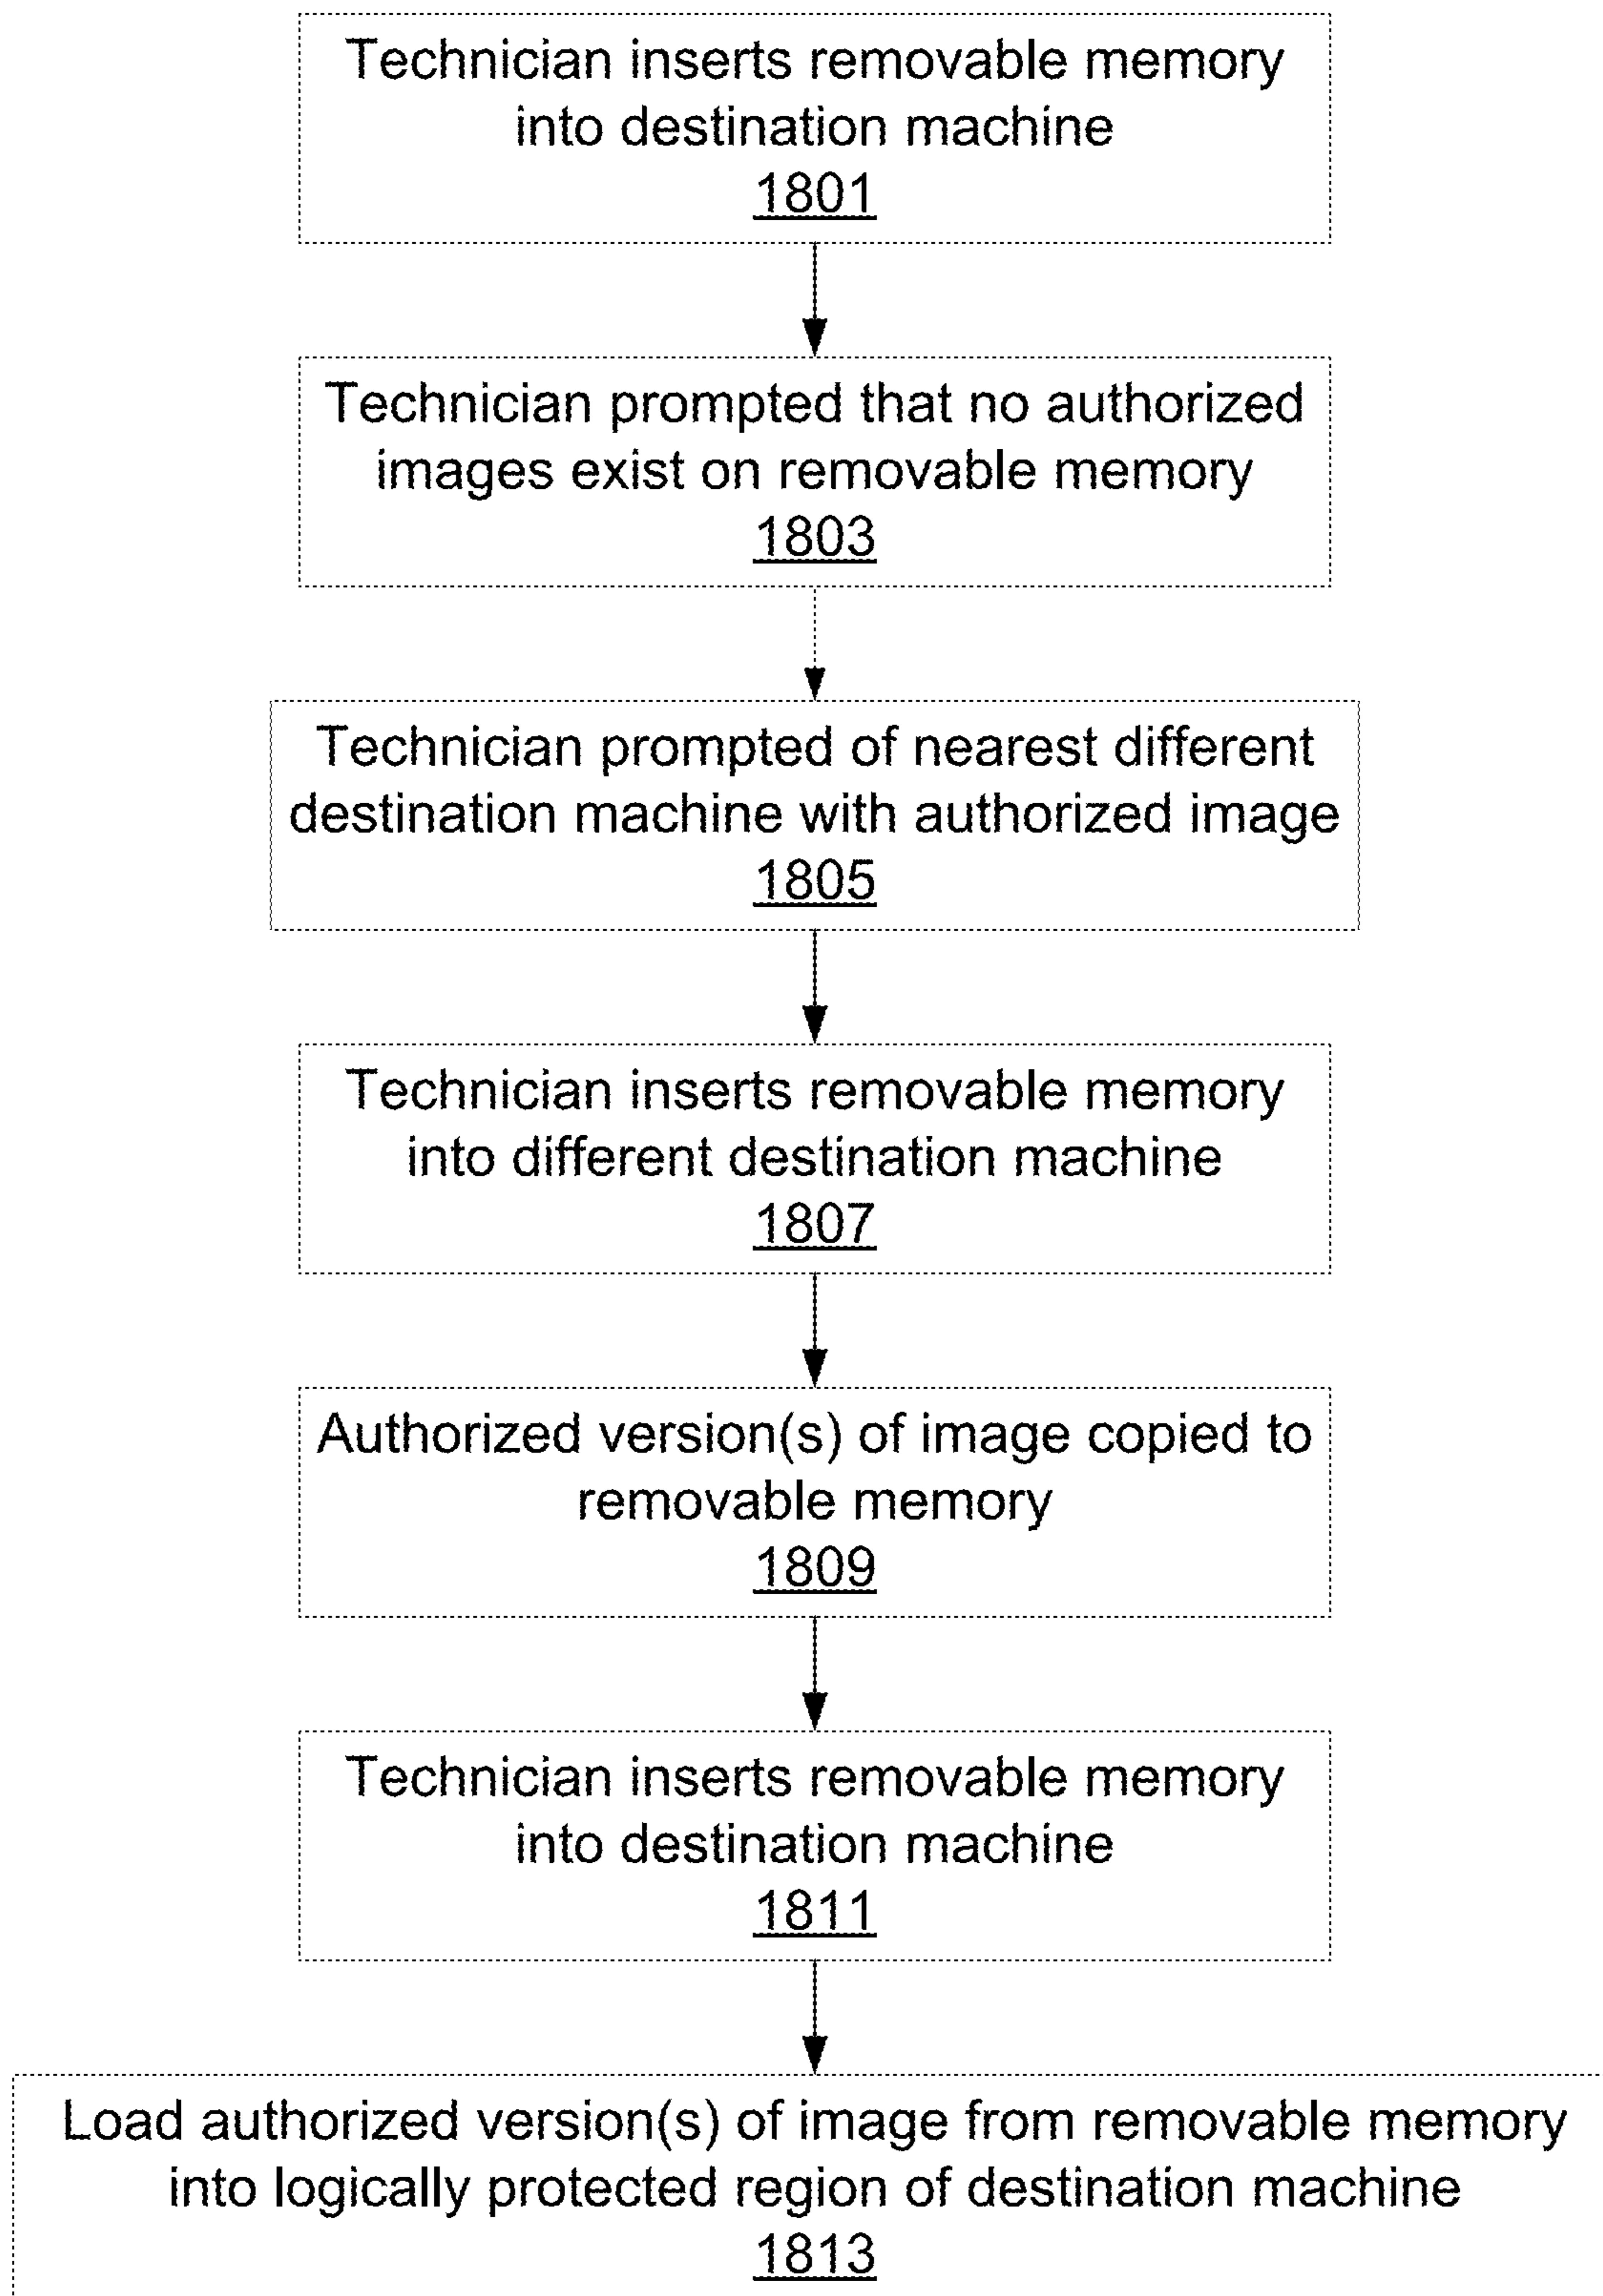 Technician inserts removable memory
into destination machine
1801
Technician prompted that no authorized
images exist on removable memory
1803
Technician prompted of nearest different
destination machine with authorized image
1805
Technician inserts removable memory
into different destination machine
1807
Authorized version(s) of image copied to
removable memory
1809
Technician inserts removable memory
into destination machine
1811
Load authorized version(s) of image from removable memory
into logically protected region of destination machine
1813